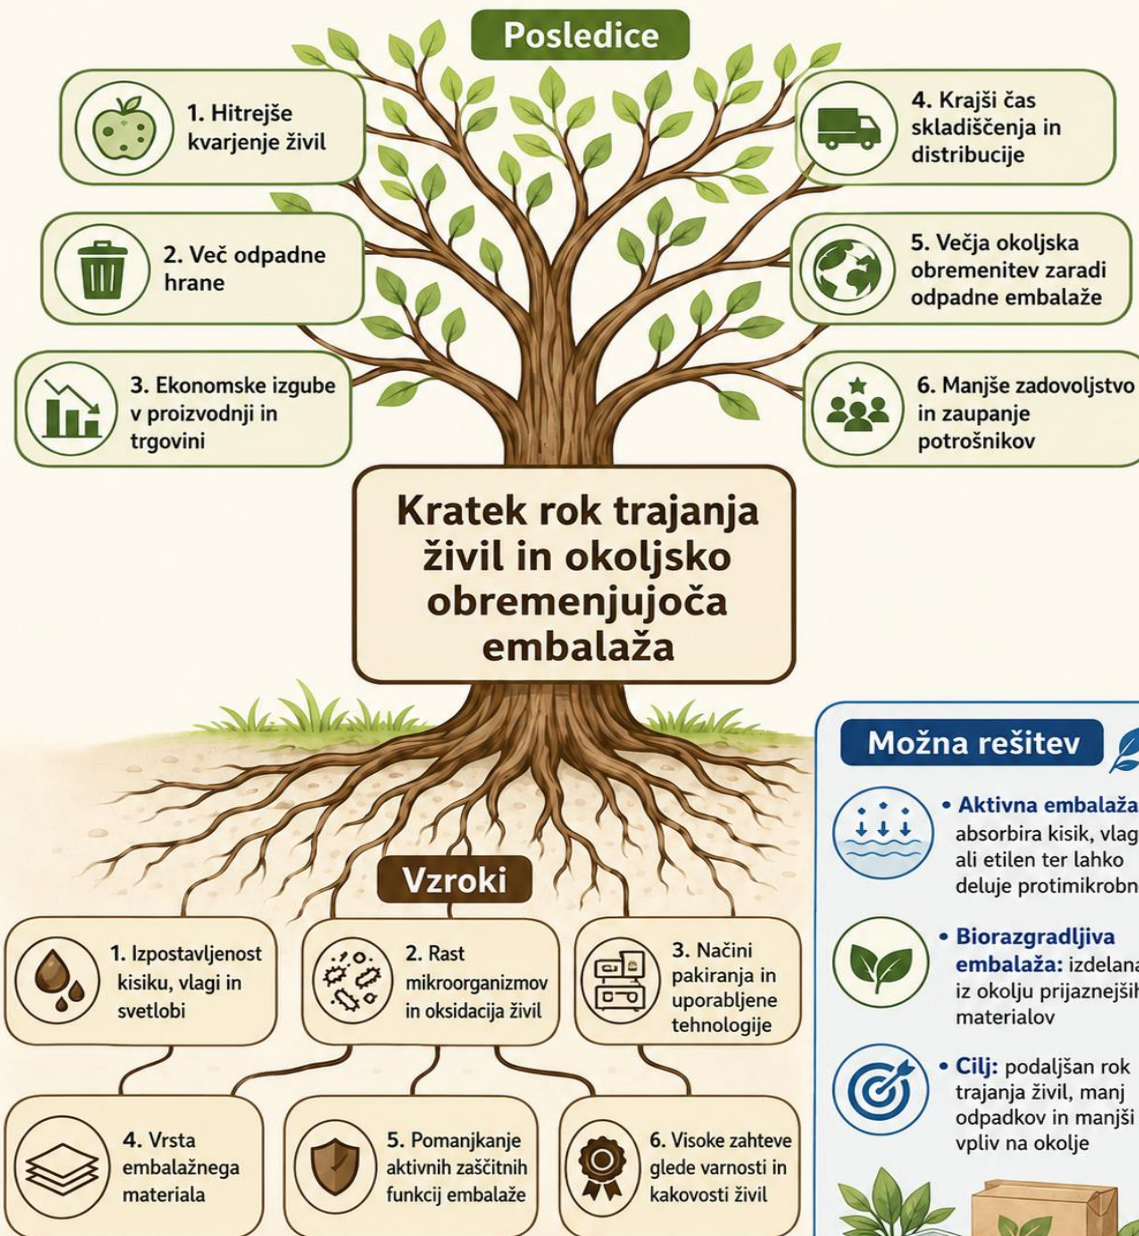 Posledice
1. Hitrejše
kvarjenje živil
2. Več odpadne
hrane
3. Ekonomske izgube
v proizvodnji in
trgovini
4. Krajši čas
skladiščenja in
distribucije
5. Večja okoljska
obremenitev zaradi
odpadne embalaže
6. Manjše zadovoljstvo
in zaupanje
potrošnikov
Kratek rok trajanja
živil in okoljsko
obremenjujoča
embalaža
Vzroki
1. Izpostavljenost
kisiku, vlagi in
svetlobi
2. Rast
mikroorganizmov
in oksidacija živil
3. Načini
pakiranja in
uporabljene
tehnologije
4. Vrsta
embalažnega
materiala
5. Pomanjkanje
aktivnih zaščitnih
funkcij embalaže
6. Visoke zahteve
glede varnosti in
kakovosti živil
Možna rešitev
• Aktivna embalaža
absorbira kisik, vlag
ali etilen ter lahko
deluje protimikrobn
• Biorazgradljiva
embalaža: izdelana
iz okolju prijaznejših
materialov
• Cilj: podaljšan rok
trajanja živil, manj
odpadkov in manjši
vpliv na okolje